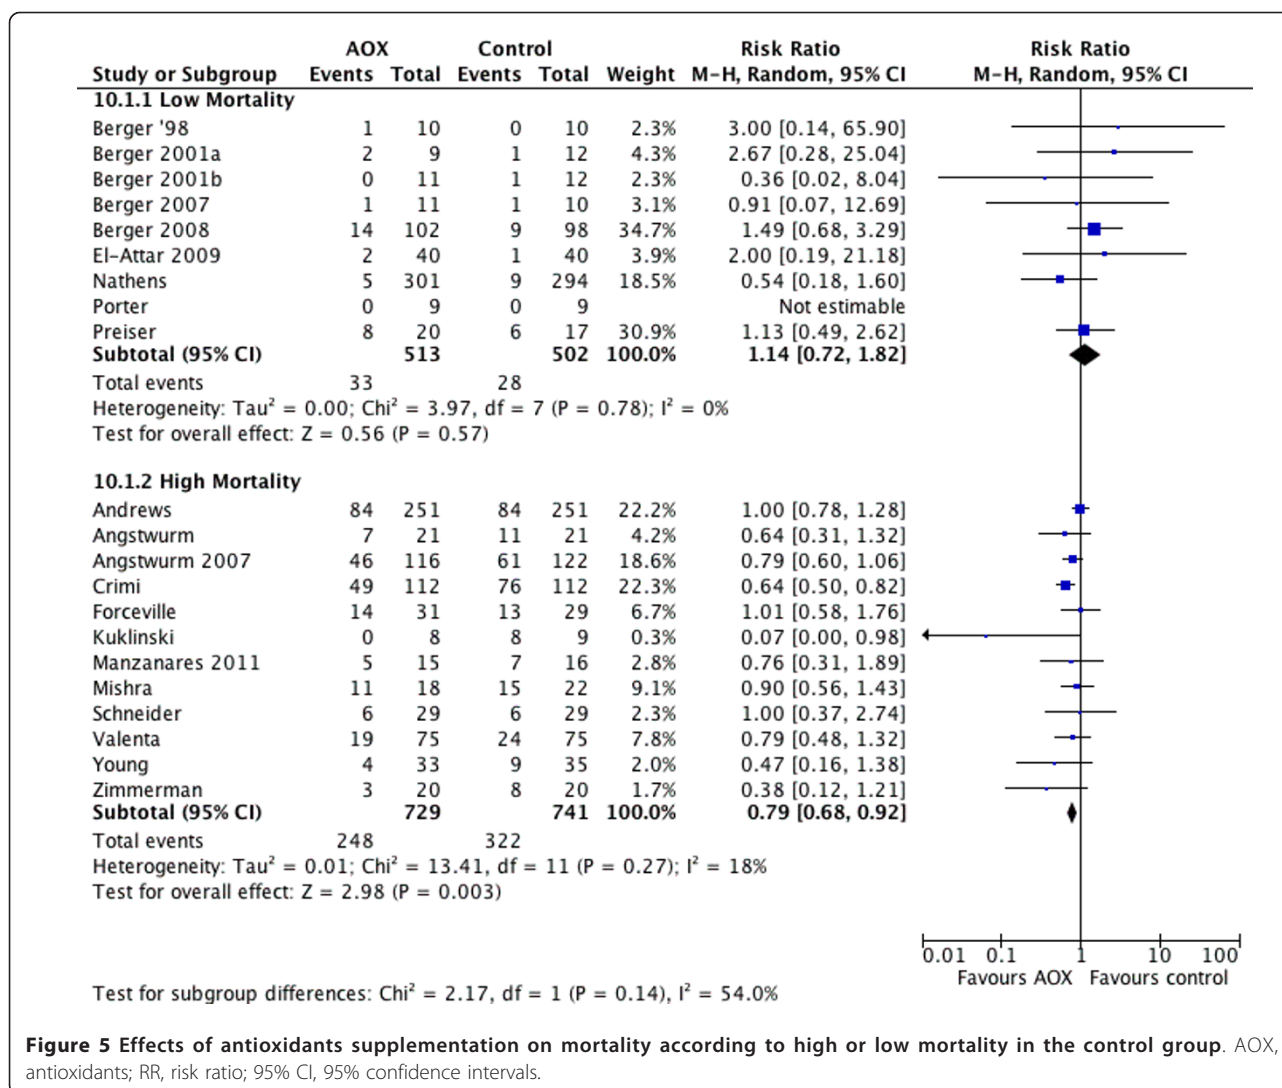 AOX Control Risk Ratio Risk Ratio
Study or Subgroup Events Total Events Total Weight M-H, Random, 95% CI M-H, Random, 95% CI
10.1.1 Low Mortality
Berger '98 1 10 0 10 2.3% 3.00 [0.14, 65.90]
Berger 2001a 2 9 1 12 4.3% 2.67 [0.28, 25.04]
Berger 2001b 0 11 1 12 2.3% 0.36 [0.02, 8.04]
Berger 2007 1 11 1 10 3.1% 0.91 [0.07, 12.69]
Berger 2008 14 102 9 98 34.7% 1.49 [0.68, 3.29]
El-Attar 2009 2 40 1 40 3.9% 2.00 [0.19, 21.18]
Nathens 5 301 9 294 18.5% 0.54 [0.18, 1.60]
Porter 0 9 0 9 Not estimable
Preiser 8 20 6 17 30.9% 1.13 [0.49, 2.62]
Subtotal (95% CI) 513 502 100.0% 1.14 [0.72, 1.82]
Total events 33 28
Heterogeneity: Tau² = 0.00; Chi² = 3.97, df = 7 (P = 0.78); I² = 0%
Test for overall effect: Z = 0.56 (P = 0.57)
10.1.2 High Mortality
Andrews 84 251 84 251 22.2% 1.00 [0.78, 1.28]
Angstwurm 7 21 11 21 4.2% 0.64 [0.31, 1.32]
Angstwurm 2007 46 116 61 122 18.6% 0.79 [0.60, 1.06]
Crimi 49 112 76 112 22.3% 0.64 [0.50, 0.82]
Forceville 14 31 13 29 6.7% 1.01 [0.58, 1.76]
Kuklinski 0 8 8 9 0.3% 0.07 [0.00, 0.98]
Manzanares 2011 5 15 7 16 2.8% 0.76 [0.31, 1.89]
Mishra 11 18 15 22 9.1% 0.90 [0.56, 1.43]
Schneider 6 29 6 29 2.3% 1.00 [0.37, 2.74]
Valenta 19 75 24 75 7.8% 0.79 [0.48, 1.32]
Young 4 33 9 35 2.0% 0.47 [0.16, 1.38]
Zimmerman 3 20 8 20 1.7% 0.38 [0.12, 1.21]
Subtotal (95% CI) 729 741 100.0% 0.79 [0.68, 0.92]
Total events 248 322
Heterogeneity: Tau² = 0.01; Chi² = 13.41, df = 11 (P = 0.27); I² = 18%
Test for overall effect: Z = 2.98 (P = 0.003)
0.01 0.1 1 10 100
Favours AOX Favours control
Test for subgroup differences: Chi² = 2.17, df = 1 (P = 0.14), I² = 54.0%
Figure 5 Effects of antioxidants supplementation on mortality according to high or low mortality in the control group. AOX,
antioxidants; RR, risk ratio; 95% CI, 95% confidence intervals.